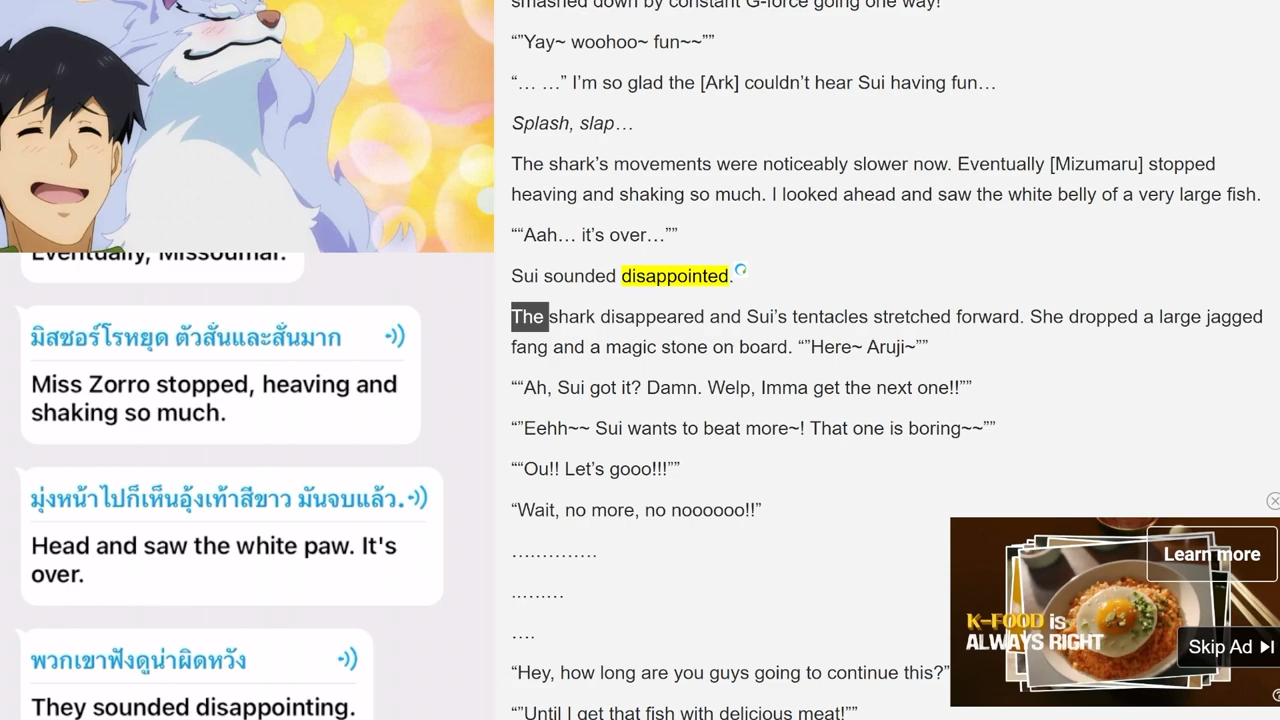 Eventually, Missoumar.
มิสซอร์โรหยุด ตัวสั่นและสั่นมาก
Miss Zorro stopped, heaving and
shaking so much.
มุ่งหน้าไปก็เห็นอุ้งเท้าสีขาว มันจบแล้ว.
Head and saw the white paw. It's
over.
พวกเขาฟังดูน่าผิดหวัง
They sounded disappointing.
smashed down by constant G-force going one way!
“”Yay~ woohoo~ fun~~””
“… …” I’m so glad the [Ark] couldn’t hear Sui having fun…
Splash, slap…
The shark’s movements were noticeably slower now. Eventually [Mizumaru] stopped
heaving and shaking so much. I looked ahead and saw the white belly of a very large fish.
““Aah… it’s over…””
Sui sounded disappointed.
The shark disappeared and Sui’s tentacles stretched forward. She dropped a large jagged
fang and a magic stone on board. “”Here~ Aruji~””
““Ah, Sui got it? Damn. Welp, Imma get the next one!!””
“”Eehh~~ Sui wants to beat more~! That one is boring~~””
““Ou!! Let’s gooo!!!””
“Wait, no more, no noooooo!!”
……………
………
….
“Hey, how long are you guys going to continue this?”
“”Until I get that fish with delicious meat!””
Learn more
K-FOOD is
ALWAYS RIGHT
Skip Ad